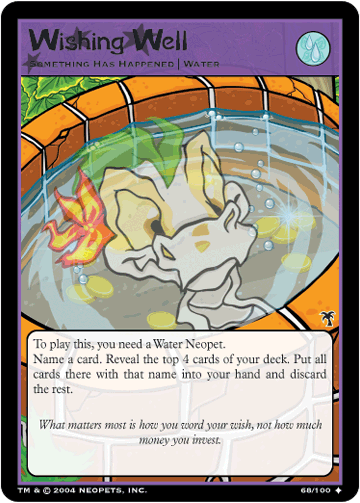 Wishing Well
Something Has Happened | Water
To play this, you need a Water Neopet.
Name a card. Reveal the top 4 cards of your deck. Put all
cards there with that name into your hand and discard
the rest.
What matters most is how you word your wish, not how much
money you invest.
TM & © 2004 NEOPETS, INC.
68/100